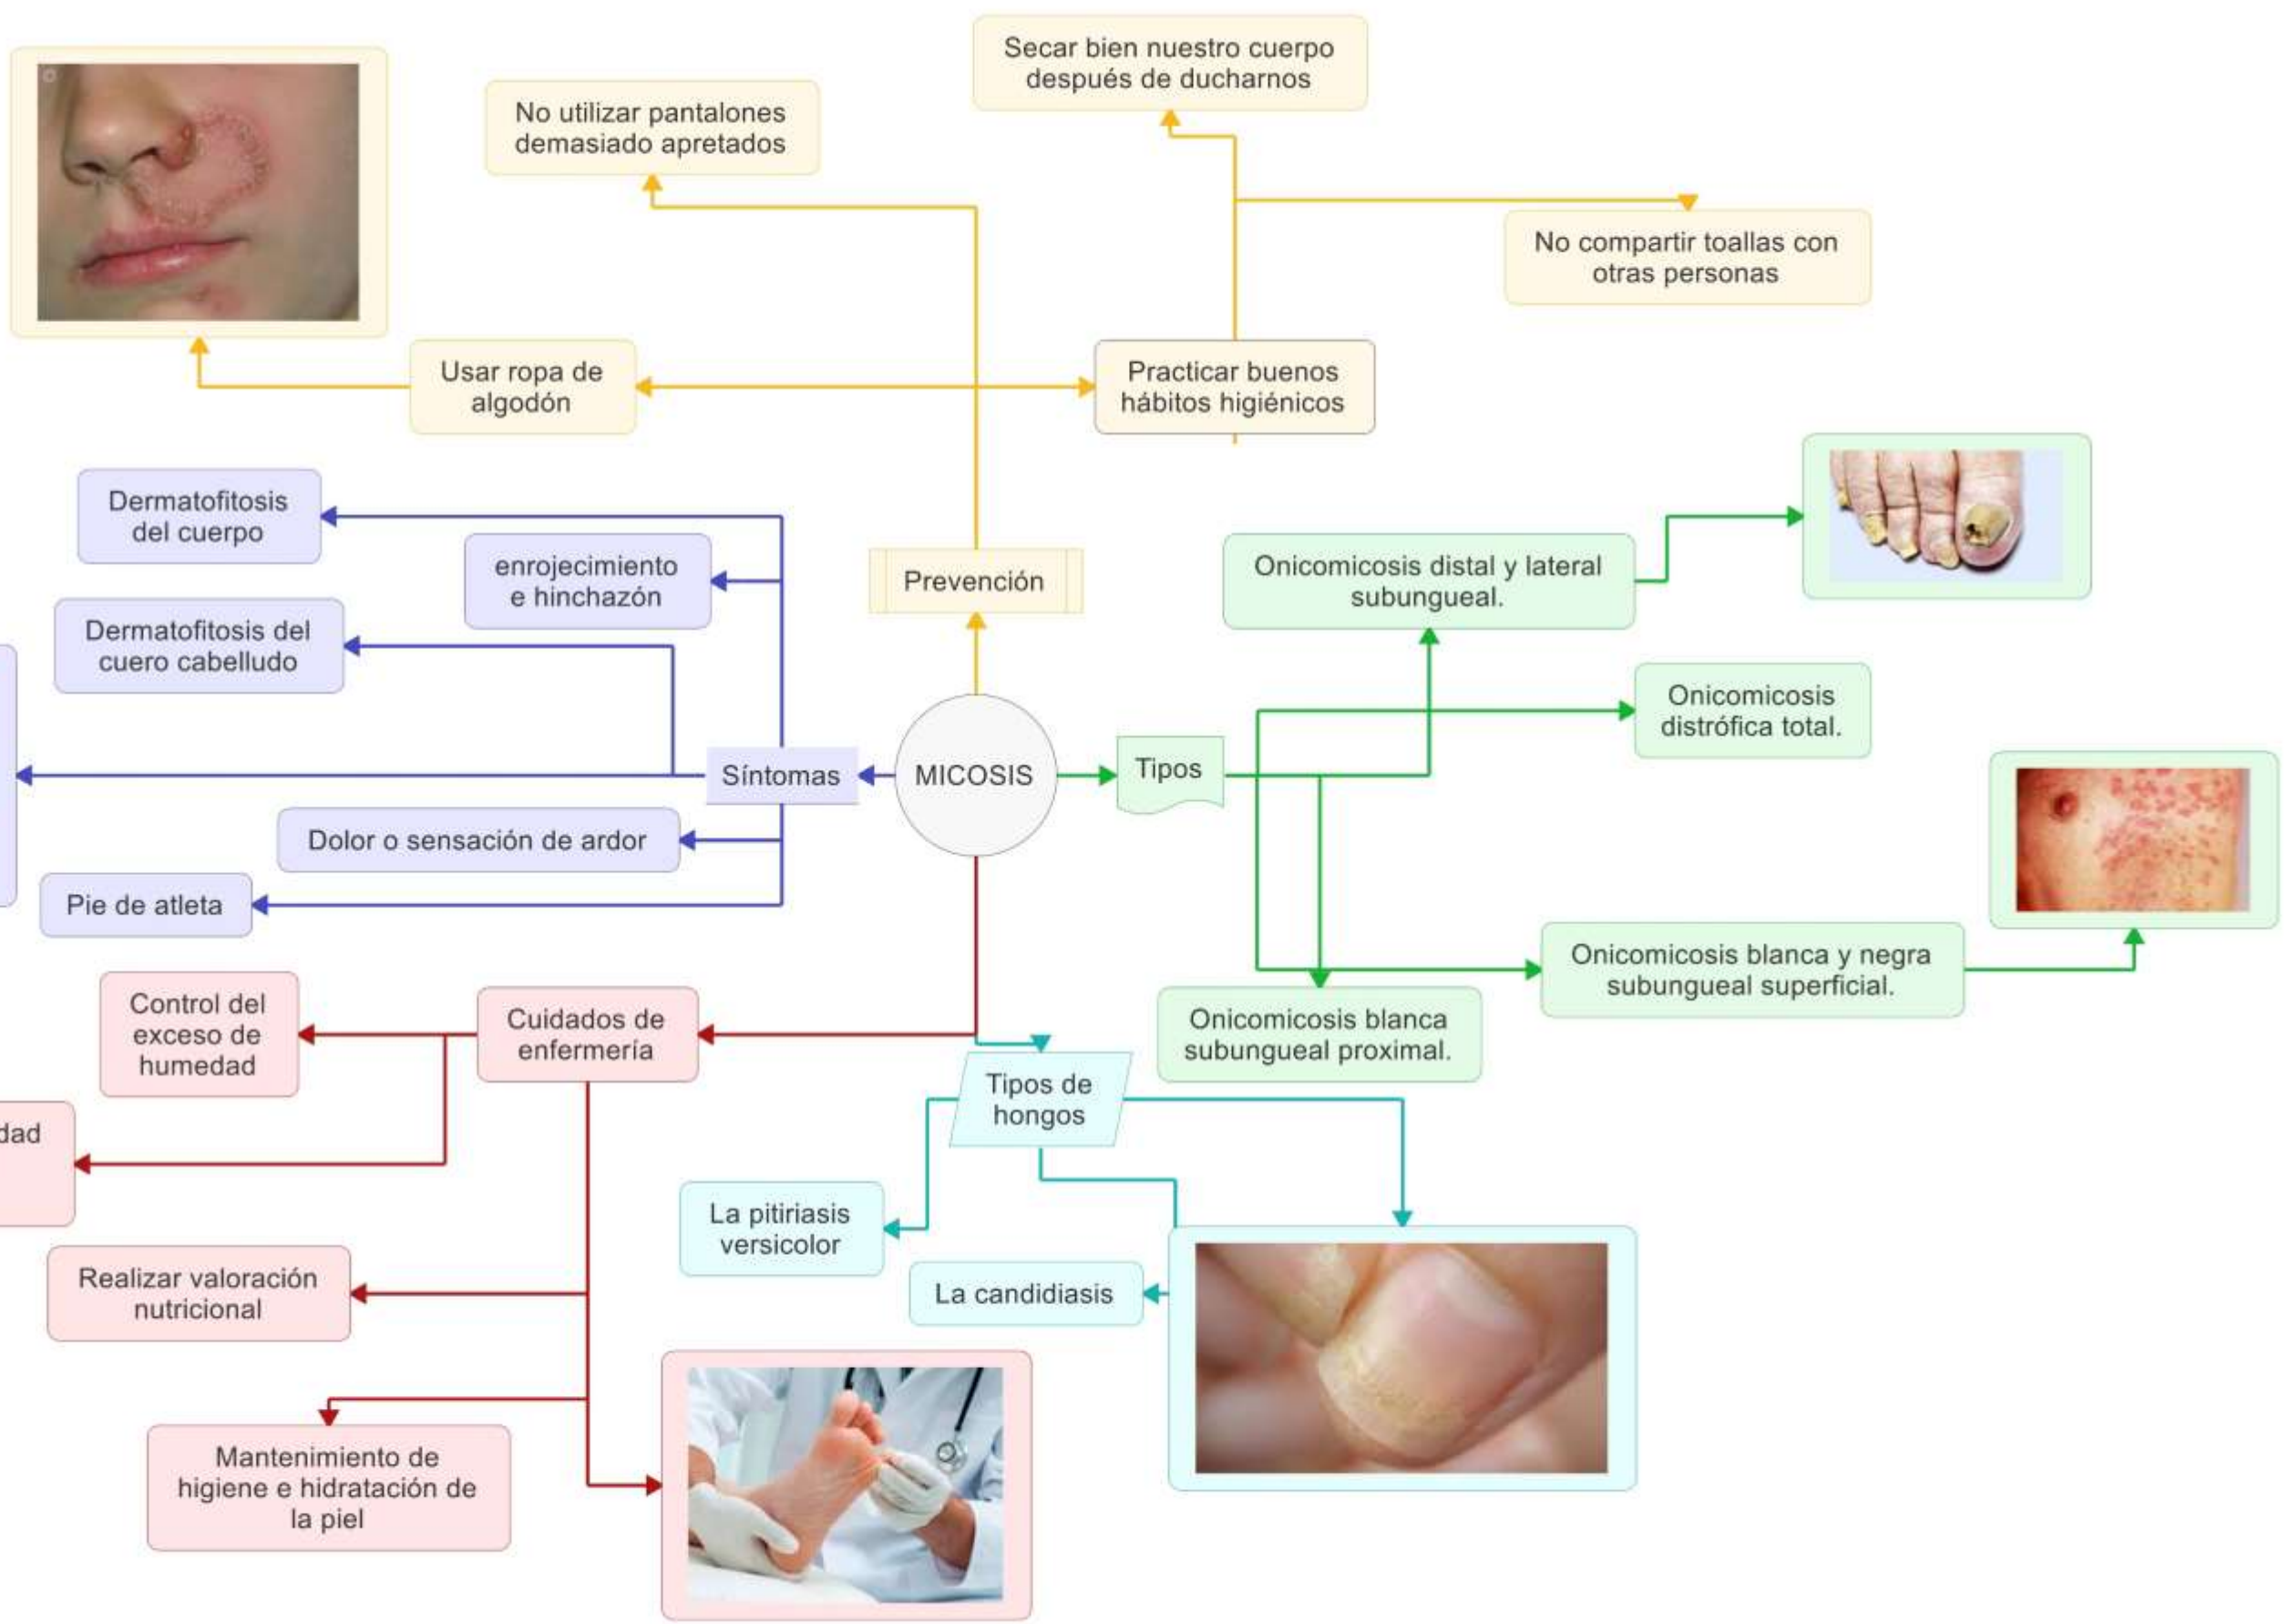 Secar bien nuestro cuerpo
después de ducharnos
No utilizar pantalones
demasiado apretados
No compartir toallas con
otras personas
Usar ropa de
algodón
Practicar buenos
hábitos higiénicos
Dermatofitosis
del cuerpo
enrojecimiento
e hinchazón
Prevención
Onicomicosis distal y lateral
subungueal.
Dermatofitosis del
cuero cabelludo
Onicomicosis
distrófica total.
Síntomas
MICOSIS
Tipos
Dolor o sensación de ardor
Pie de atleta
Onicomicosis blanca y negra
subungueal superficial.
Control del
exceso de
humedad
Cuidados de
enfermería
Onicomicosis blanca
subungueal proximal.
Tipos de
hongos
dad
La pitiriasis
versicolor
Realizar valoración
nutricional
La candidiasis
Mantenimiento de
higiene e hidratación de
la piel